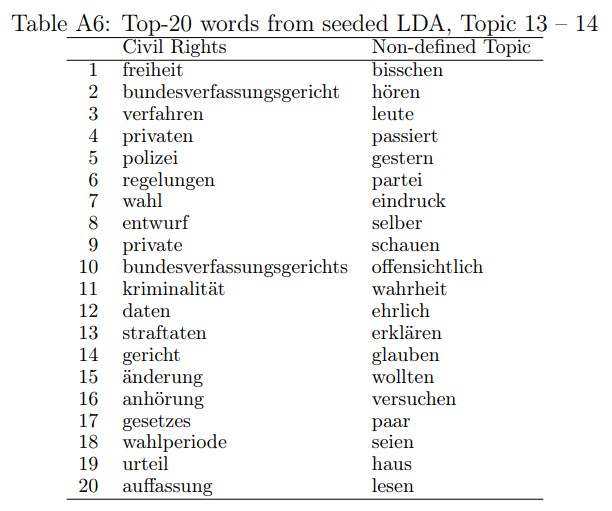 Table A6: Top-20 words from seeded LDA, Topic 13 – 14
Civil Rights Non-defined Topic
1 freiheit bisschen
2 bundesverfassungsgericht hören
3 verfahren leute
4 privaten passiert
5 polizei gestern
6 regelungen partei
7 wahl eindruck
8 entwurf selber
9 private schauen
10 bundesverfassungsgerichts offensichtlich
11 kriminalität wahrheit
12 daten ehrlich
13 straftaten erklären
14 gericht glauben
15 änderung wollten
16 anhörung versuchen
17 gesetzes paar
18 wahlperiode seien
19 urteil haus
20 auffassung lesen